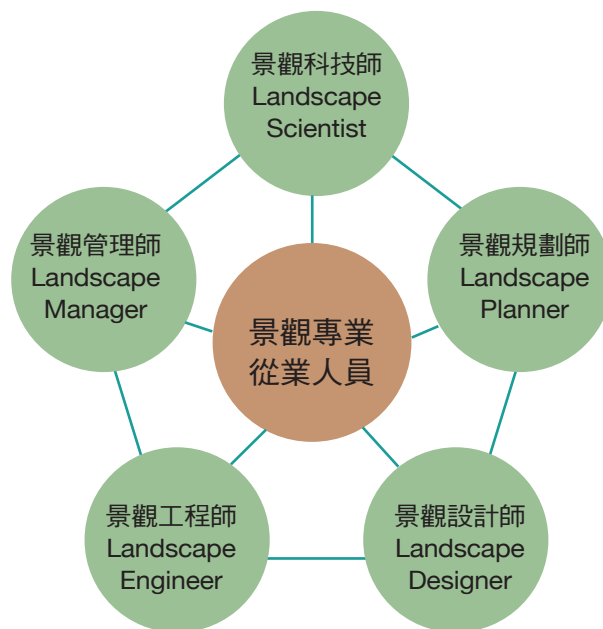 景觀科技師
Landscape
Scientist
景觀管理師
Landscape
Manager
景觀規劃師
Landscape
Planner
景觀專業
從業人員
景觀工程師
Landscape
Engineer
景觀設計師
Landscape
Designer